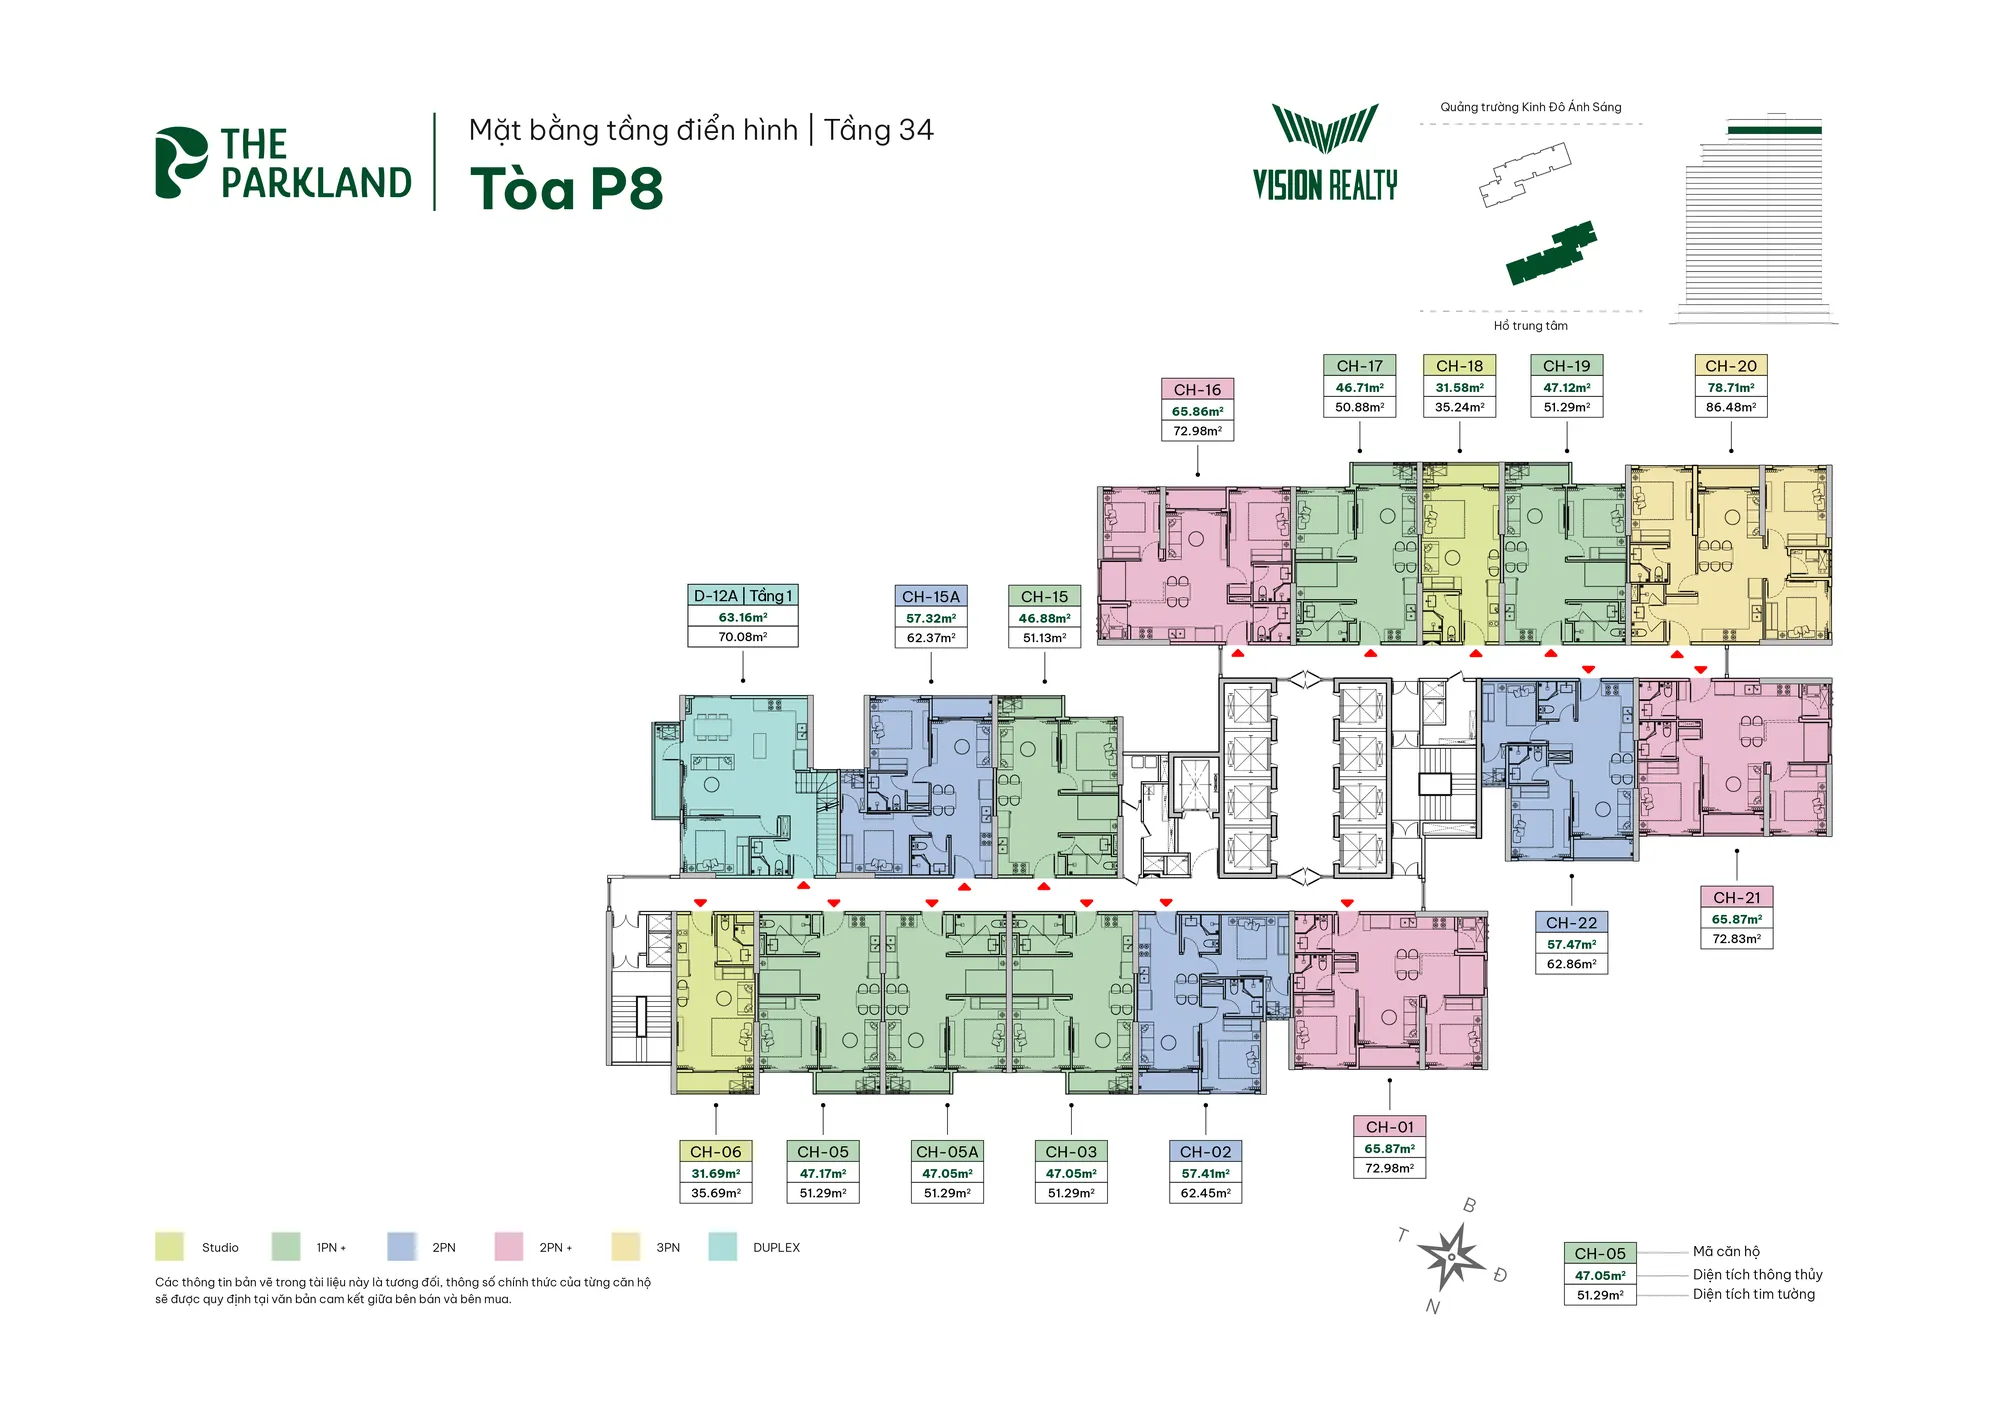 THE
PARKLAND
Mặt bằng tầng điển hình | Tầng 34
Tòa P8
VISION REALTY
Quảng trường Kinh Đô Ánh Sáng
Hồ trung tâm
CH-17
46.71m²
50.88m²
CH-18
31.58m²
35.24m²
CH-19
47.12m²
51.29m²
CH-20
78.71m²
86.48m²
CH-16
65.86m²
72.98m²
D-12A | Tầng 1
63.16m²
70.08m²
CH-15A
57.32m²
62.37m²
CH-15
46.88m²
51.13m²
CH-21
65.87m²
72.83m²
CH-22
57.47m²
62.86m²
CH-01
65.87m²
72.98m²
CH-06
31.69m²
35.69m²
CH-05
47.17m²
51.29m²
CH-05A
47.05m²
51.29m²
CH-03
47.05m²
51.29m²
CH-02
57.41m²
62.45m²
Studio
1PN +
2PN
2PN +
3PN
DUPLEX
Các thông tin bản vẽ trong tài liệu này là tương đối, thông số chính thức của từng căn hộ
sẽ được quy định tại văn bản cam kết giữa bên bán và bên mua.
B
T
Đ
N
CH-05 Mã căn hộ
47.05m² Diện tích thông thủy
51.29m² Diện tích tim tường